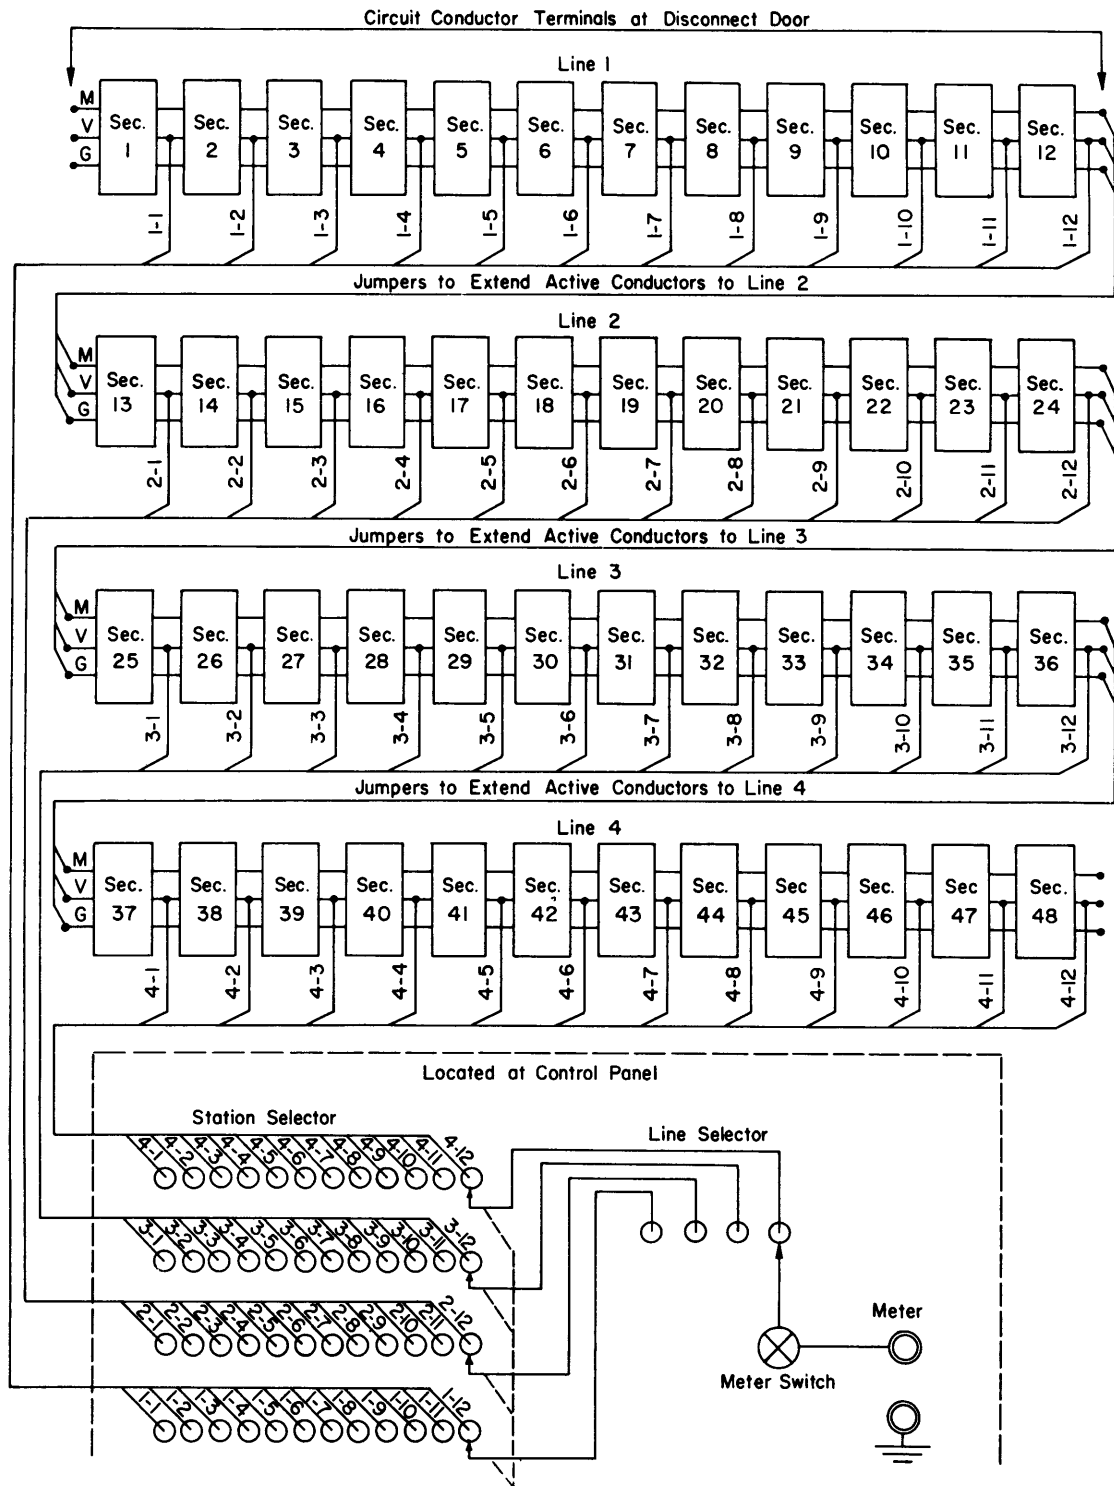 Circuit Conductor Terminals at Disconnect Door
Line 1
M
V
G
Sec. 1
Sec. 2
Sec. 3
Sec. 4
Sec. 5
Sec. 6
Sec. 7
Sec. 8
Sec. 9
Sec. 10
Sec. 11
Sec. 12
1-1
1-2
1-3
1-4
1-5
1-6
1-7
1-8
1-9
1-10
1-11
1-12
Jumpers to Extend Active Conductors to Line 2
Line 2
M
V
G
Sec. 13
Sec. 14
Sec. 15
Sec. 16
Sec. 17
Sec. 18
Sec. 19
Sec. 20
Sec. 21
Sec. 22
Sec. 23
Sec. 24
2-1
2-2
2-3
2-4
2-5
2-6
2-7
2-8
2-9
2-10
2-11
2-12
Jumpers to Extend Active Conductors to Line 3
Line 3
M
V
G
Sec. 25
Sec. 26
Sec. 27
Sec. 28
Sec. 29
Sec. 30
Sec. 31
Sec. 32
Sec. 33
Sec. 34
Sec. 35
Sec. 36
3-1
3-2
3-3
3-4
3-5
3-6
3-7
3-8
3-9
3-10
3-11
3-12
Jumpers to Extend Active Conductors to Line 4
Line 4
M
V
G
Sec. 37
Sec. 38
Sec. 39
Sec. 40
Sec. 41
Sec. 42
Sec. 43
Sec. 44
Sec 45
Sec. 46
Sec 47
Sec. 48
4-1
4-2
4-3
4-4
4-5
4-6
4-7
4-8
4-9
4-10
4-11
4-12
Located at Control Panel
Station Selector
Line Selector
4-1
4-2
4-3
4-4
4-5
4-6
4-7
4-8
4-9
4-10
4-11
4-12
3-1
3-2
3-3
3-4
3-5
3-6
3-7
3-8
3-9
3-10
3-11
3-12
2-1
2-2
2-3
2-4
2-5
2-6
2-7
2-8
2-9
2-10
2-11
2-12
Meter
Meter Switch
1-1
1-2
1-3
1-4
1-5
1-6
1-7
1-8
1-9
1-10
1-11
1-12